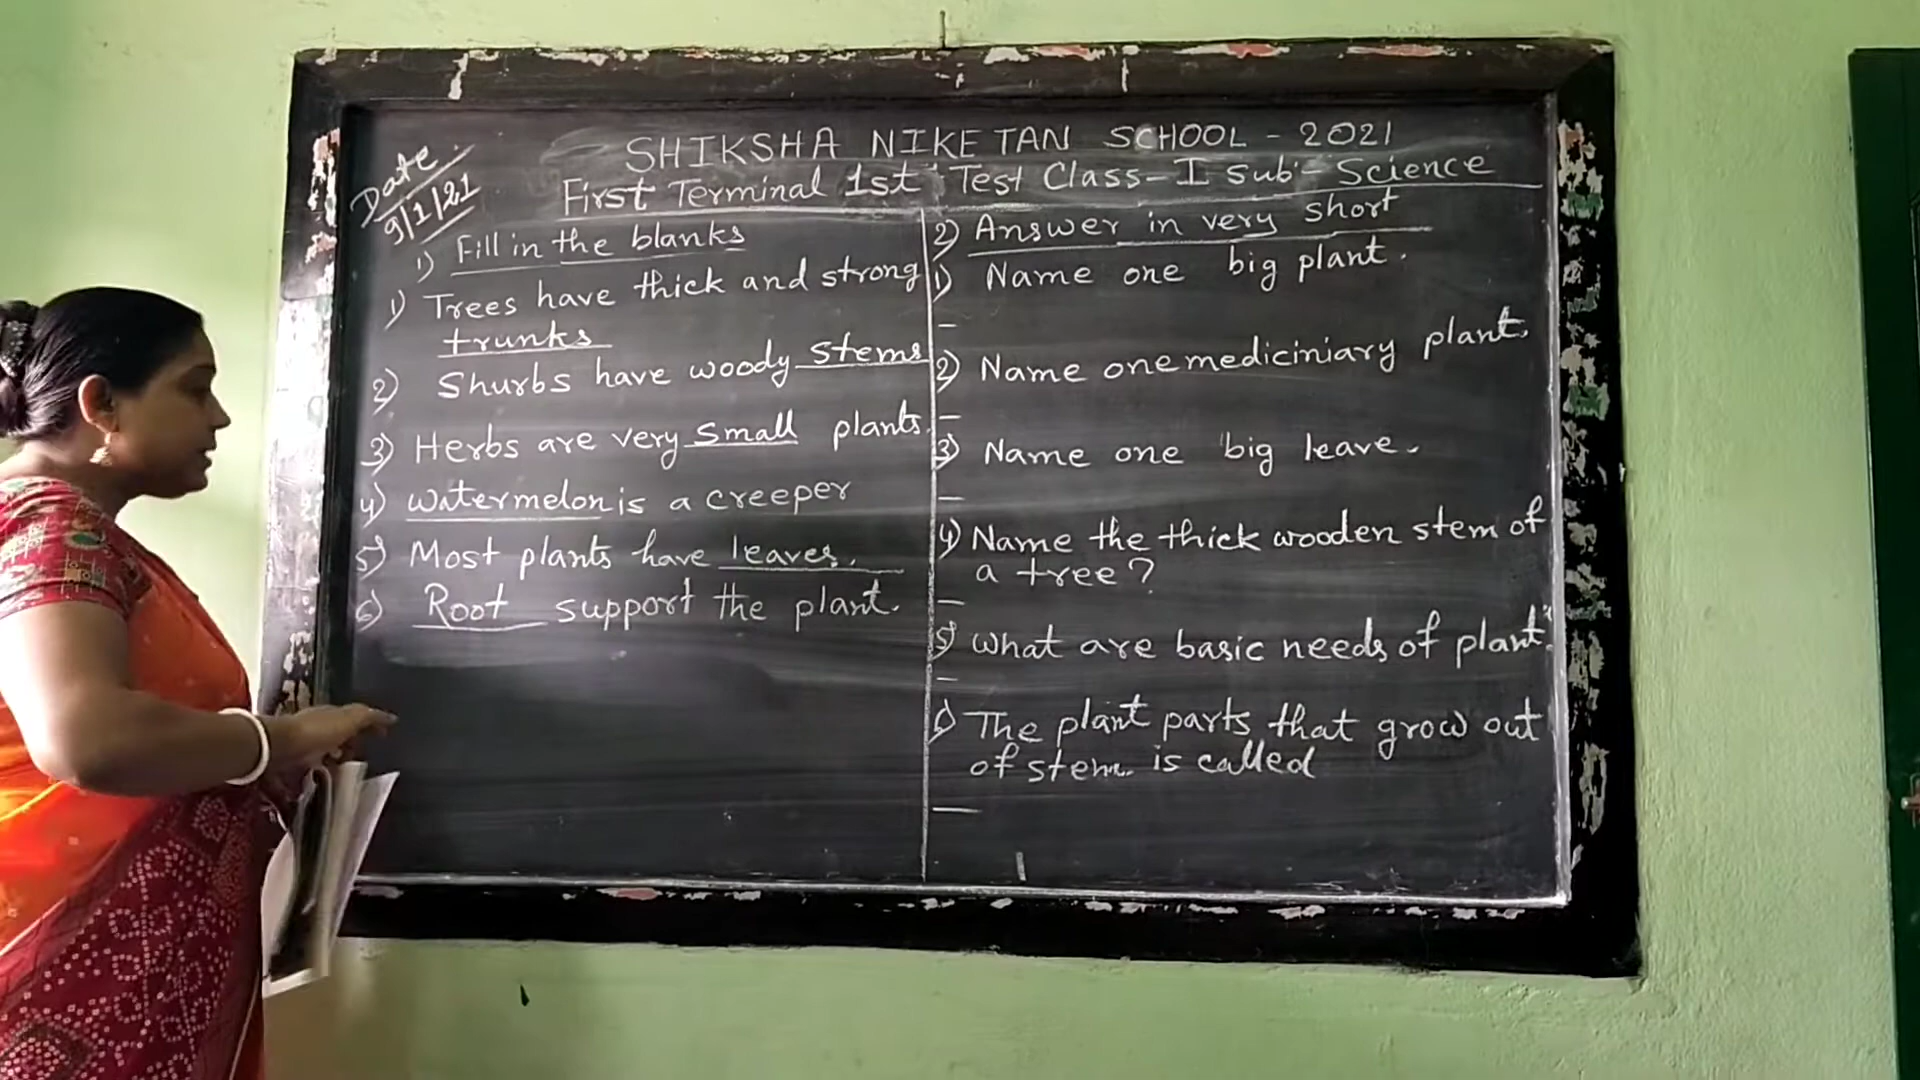 SHIKSHA NIKETAN SCHOOL - 2021
First Terminal 1st Test Class - I Sub - Science
Date
9/1/21
1) Fill in the blanks
1) Trees have thick and strong
trunks
2) Shurbs have woody stems
3) Herbs are very small plants.
4) watermelon is a creeper
5) Most plants have leaves.
6) Root support the plant.
2) Answer in very short
1) Name one big plant.
-
2) Name one mediciniary plant.
-
3) Name one big leave.
-
4) Name the thick wooden stem of
a tree?
-
5) What are basic needs of plant.
-
6) The plant parts that grow out
of stem is called
-